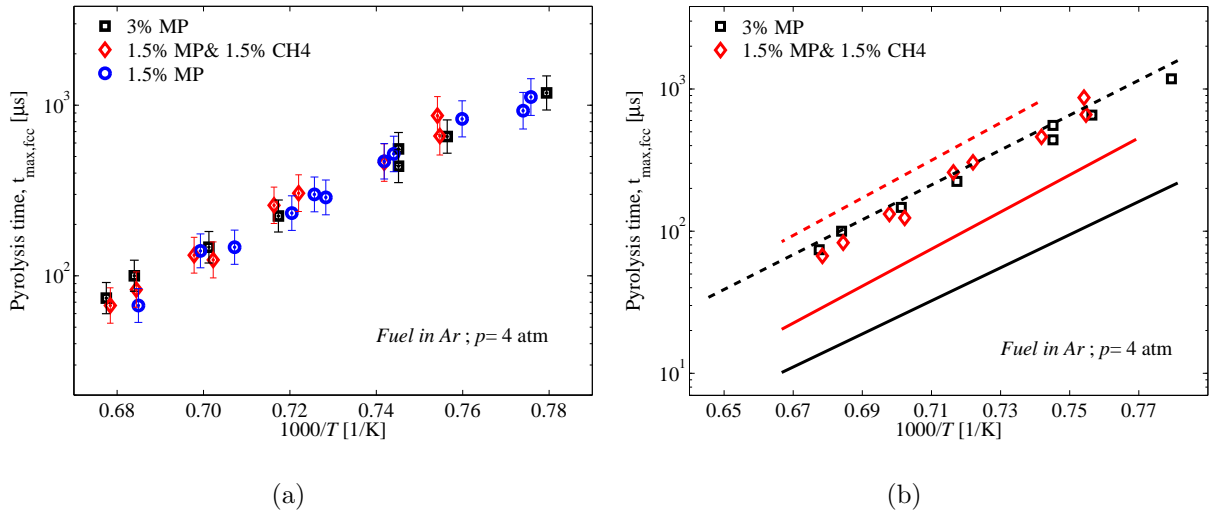 3% MP
1.5% MP& 1.5% CH4
1.5% MP
Pyrolysis time, t_max,fcc [µs]
10^3
10^2
Fuel in Ar ; p= 4 atm
0.68 0.70 0.72 0.74 0.76 0.78
1000/T [1/K]
(a)
3% MP
1.5% MP& 1.5% CH4
Pyrolysis time, t_max,fcc [µs]
10^3
10^2
10^1
Fuel in Ar ; p= 4 atm
0.65 0.67 0.69 0.71 0.73 0.75 0.77
1000/T [1/K]
(b)